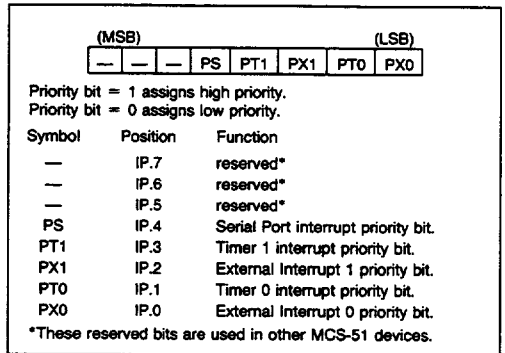 (MSB) (LSB)
— — — PS PT1 PX1 PT0 PX0
Priority bit = 1 assigns high priority.
Priority bit = 0 assigns low priority.
Symbol Position Function
— IP.7 reserved*
— IP.6 reserved*
— IP.5 reserved*
PS IP.4 Serial Port interrupt priority bit.
PT1 IP.3 Timer 1 interrupt priority bit.
PX1 IP.2 External Interrupt 1 priority bit.
PT0 IP.1 Timer 0 interrupt priority bit.
PX0 IP.0 External Interrupt 0 priority bit.
*These reserved bits are used in other MCS-51 devices.